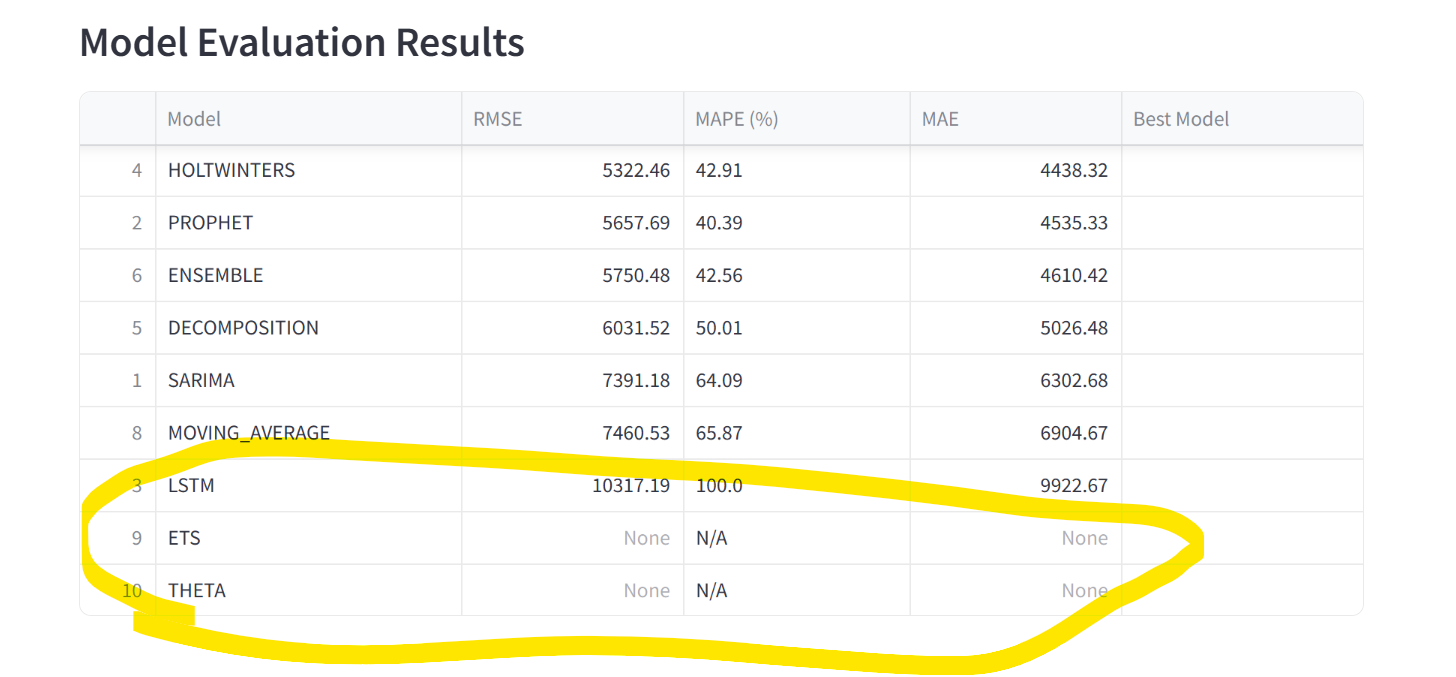 Model Evaluation Results
Model RMSE MAPE (%) MAE Best Model
4 HOLTWINTERS 5322.46 42.91 4438.32
2 PROPHET 5657.69 40.39 4535.33
6 ENSEMBLE 5750.48 42.56 4610.42
5 DECOMPOSITION 6031.52 50.01 5026.48
1 SARIMA 7391.18 64.09 6302.68
8 MOVING_AVERAGE 7460.53 65.87 6904.67
3 LSTM 10317.19 100.0 9922.67
9 ETS None N/A None
10 THETA None N/A None